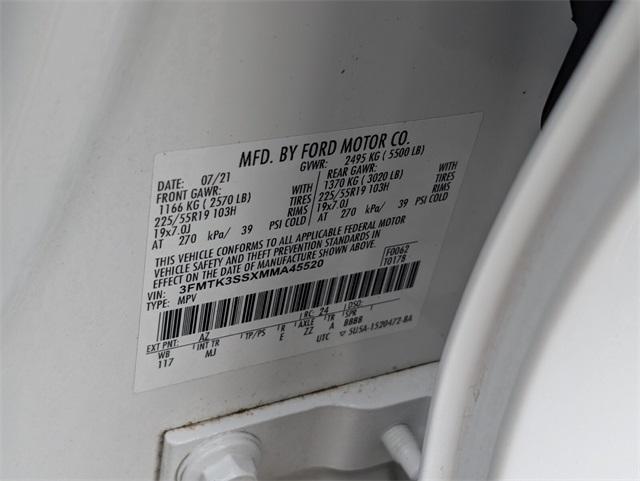 MFD. BY FORD MOTOR CO.
DATE: 07/21 GVWR: 2495 KG ( 5500 LB)
FRONT GAWR: WITH REAR GAWR: WITH
1166 KG ( 2570 LB) TIRES 1370 KG ( 3020 LB) TIRES
225/55R19 103H RIMS 225/55R19 103H RIMS
19x7.0J PSI COLD 19x7.0J PSI COLD
AT 270 kPa/ 39 AT 270 kPa/ 39
THIS VEHICLE CONFORMS TO ALL APPLICABLE FEDERAL MOTOR
VEHICLE SAFETY AND THEFT PREVENTION STANDARDS IN
EFFECT ON THE DATE OF MANUFACTURE SHOWN ABOVE. F0062
VIN: 3FMTK3SSXMMA45520 T0178
TYPE: MPV
EXT PNT: AZ RC: 24 DSO:
WB INT TR TP/PS R AXLE TR SPR
117 MJ E ZZ A BBBB
UTC 5U5A-1520472-BA